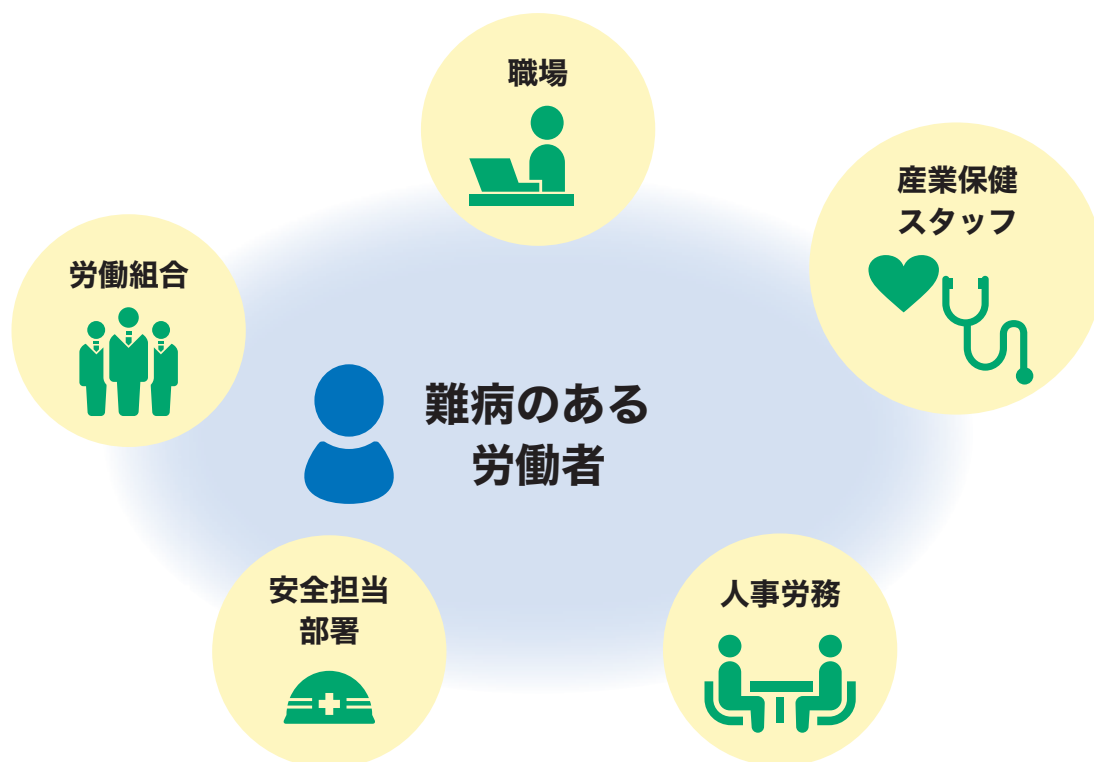 職場
産業保健
スタッフ
労働組合
難病のある
労働者
安全担当
部署
人事労務